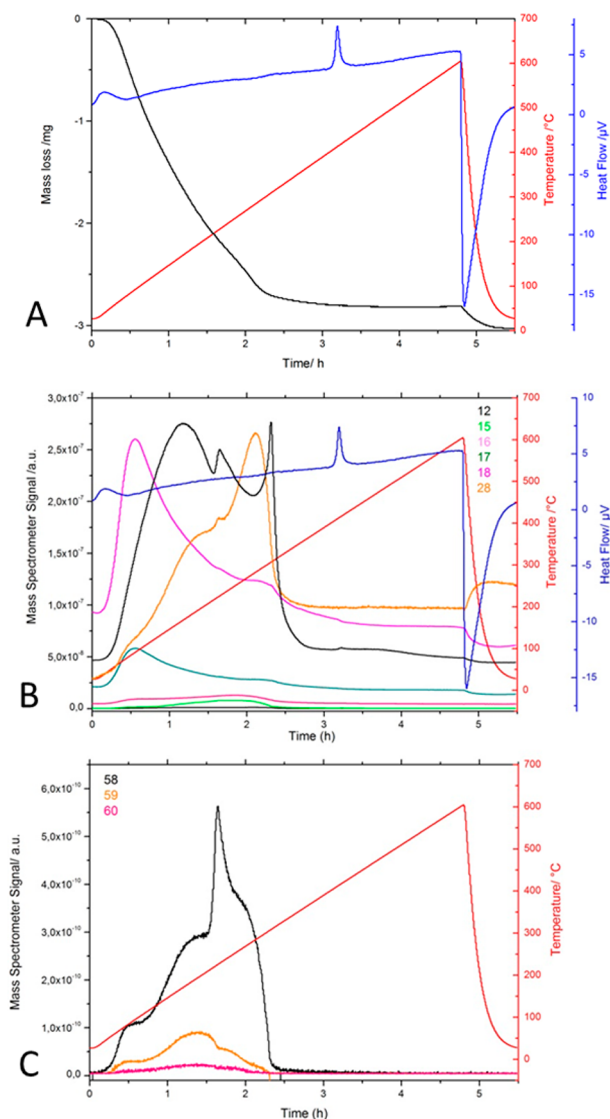 A
Mass loss /mg
0
-1
-2
-3
0 1 2 3 4 5
Time/ h
700
600
500
400
300
200
100
0
Temperature /°C
5
0
-5
-10
-15
Heat Flow/ µV
B
Mass Spectrometer Signal /a.u.
3,0x10-7
2,5x10-7
2,0x10-7
1,5x10-7
1,0x10-7
5,0x10-8
0,0
0 1 2 3 4 5
Time (h)
12
15
16
17
18
28
700
600
500
400
300
200
100
0
Temperature /°C
10
5
0
-5
-10
-15
Heat Flow/ µV
C
Mass Spectrometer Signal/ a.u.
6,0x10-10
5,0x10-10
4,0x10-10
3,0x10-10
2,0x10-10
1,0x10-10
0,0
0 1 2 3 4 5
Time (h)
58
59
60
700
600
500
400
300
200
100
0
Temperature/ °C